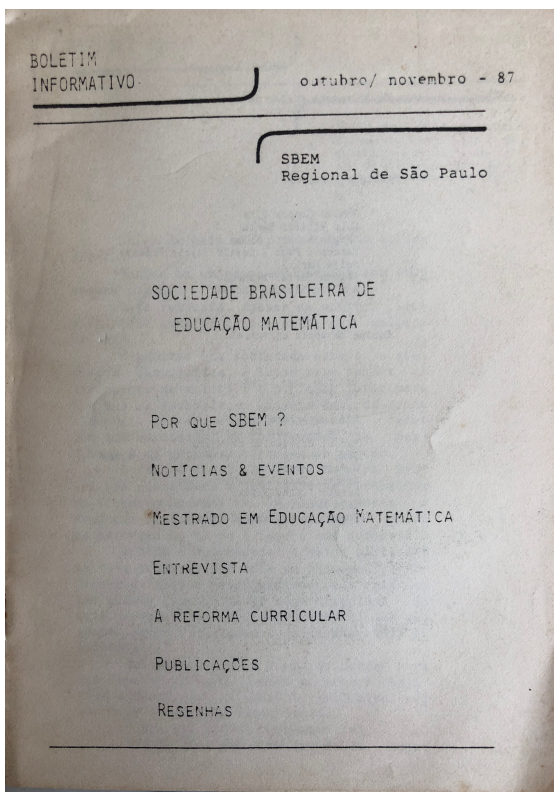 BOLETIM
INFORMATIVO
outubro/ novembro - 87
SBEM
Regional de São Paulo
SOCIEDADE BRASILEIRA DE
EDUCAÇÃO MATEMÁTICA
POR QUE SBEM ?
NOTÍCIAS & EVENTOS
MESTRADO EM EDUCAÇÃO MATEMÁTICA
ENTREVISTA
A REFORMA CURRICULAR
PUBLICAÇÕES
RESENHAS